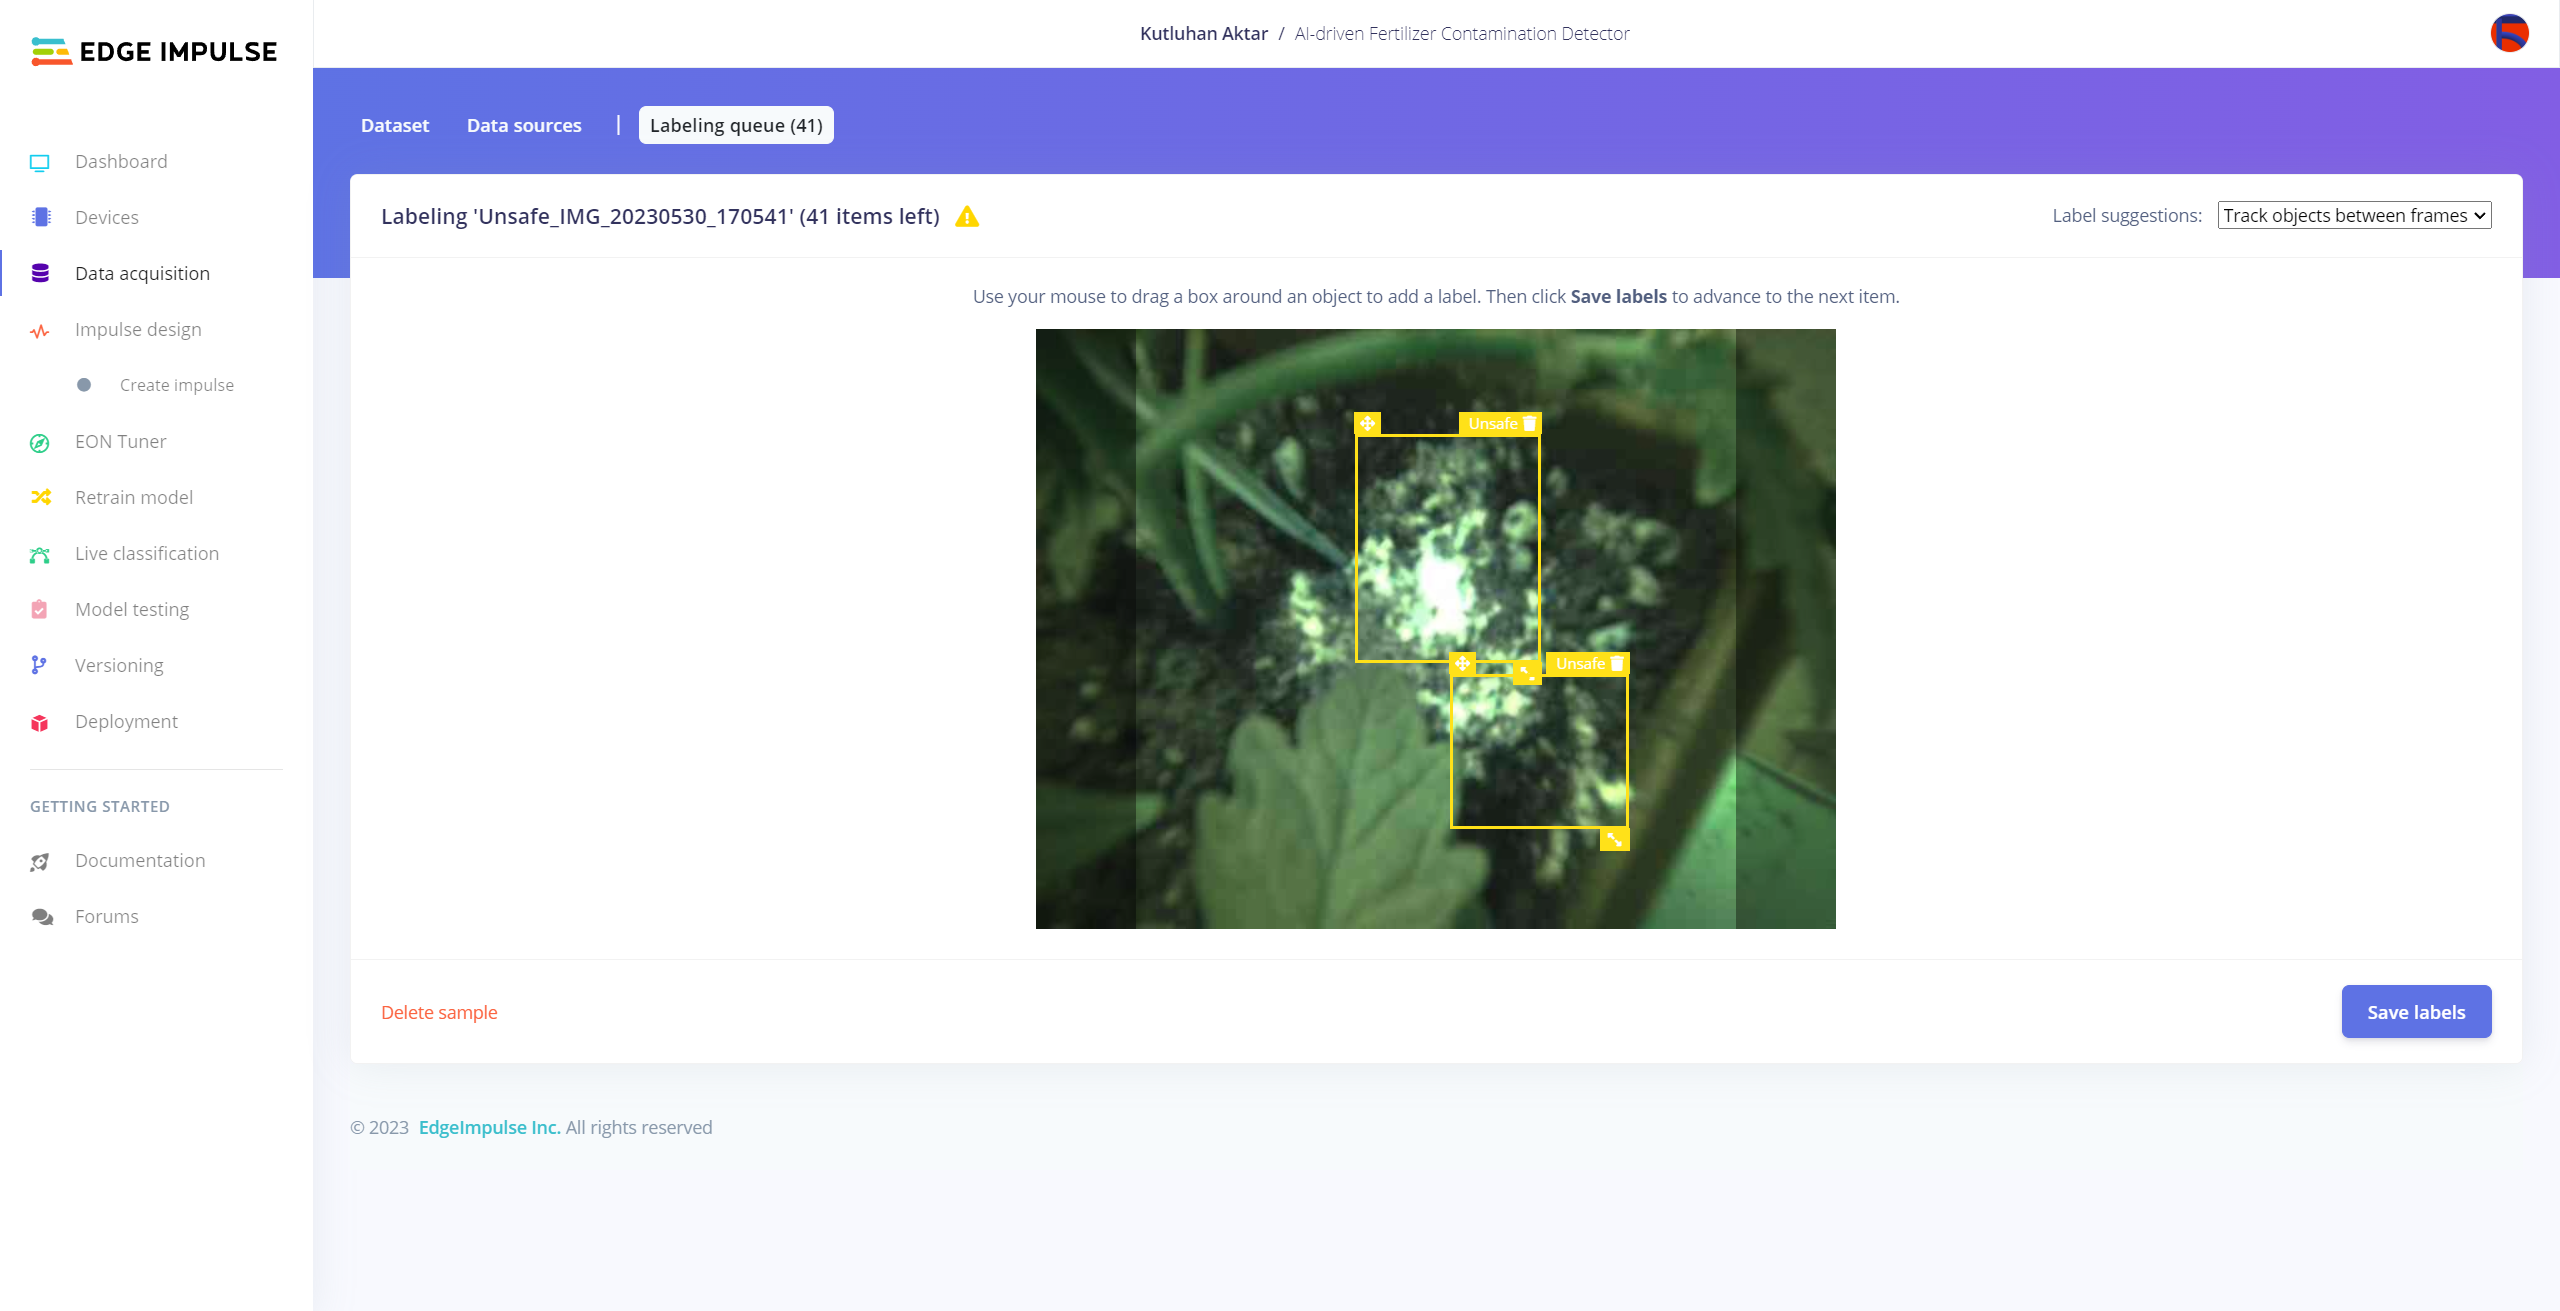 EDGE IMPULSE
Kutluhan Aktar / AI-driven Fertilizer Contamination Detector
Dataset Data sources | Labeling queue (41)
Dashboard
Devices
Data acquisition
Impulse design
Create impulse
EON Tuner
Retrain model
Live classification
Model testing
Versioning
Deployment
GETTING STARTED
Documentation
Forums
Labeling 'Unsafe_IMG_20230530_170541' (41 items left)
Label suggestions: Track objects between frames
Use your mouse to drag a box around an object to add a label. Then click Save labels to advance to the next item.
Unsafe
Unsafe
Delete sample
Save labels
© 2023 EdgeImpulse Inc. All rights reserved